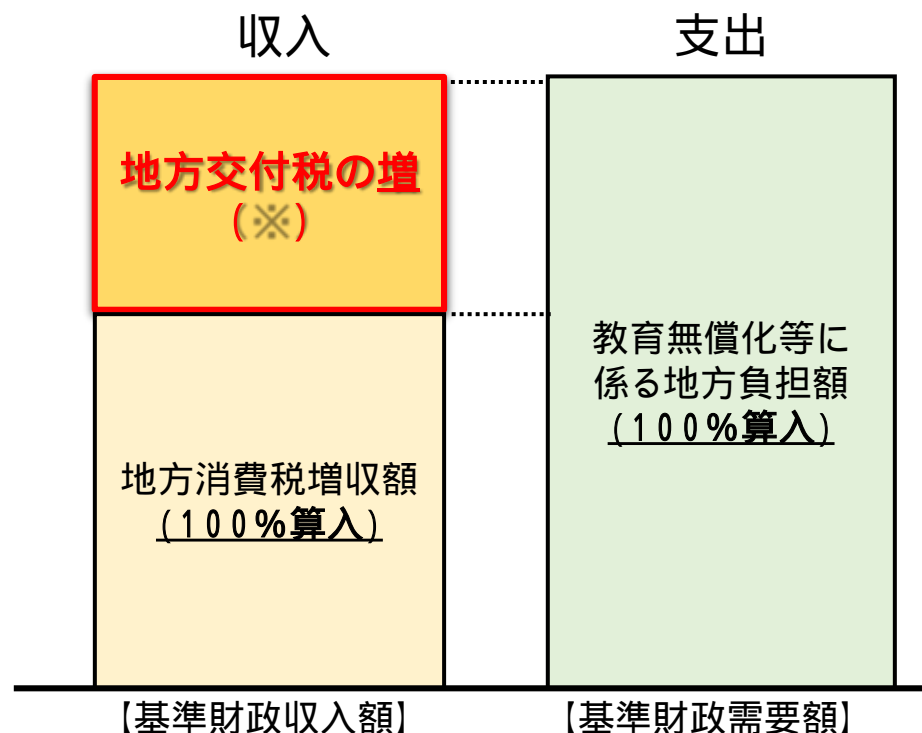 収入
支出
地方交付税の増
(※)
教育無償化等に
係る地方負担額
(100%算入)
地方消費税増収額
(100%算入)
【基準財政収入額】
【基準財政需要額】